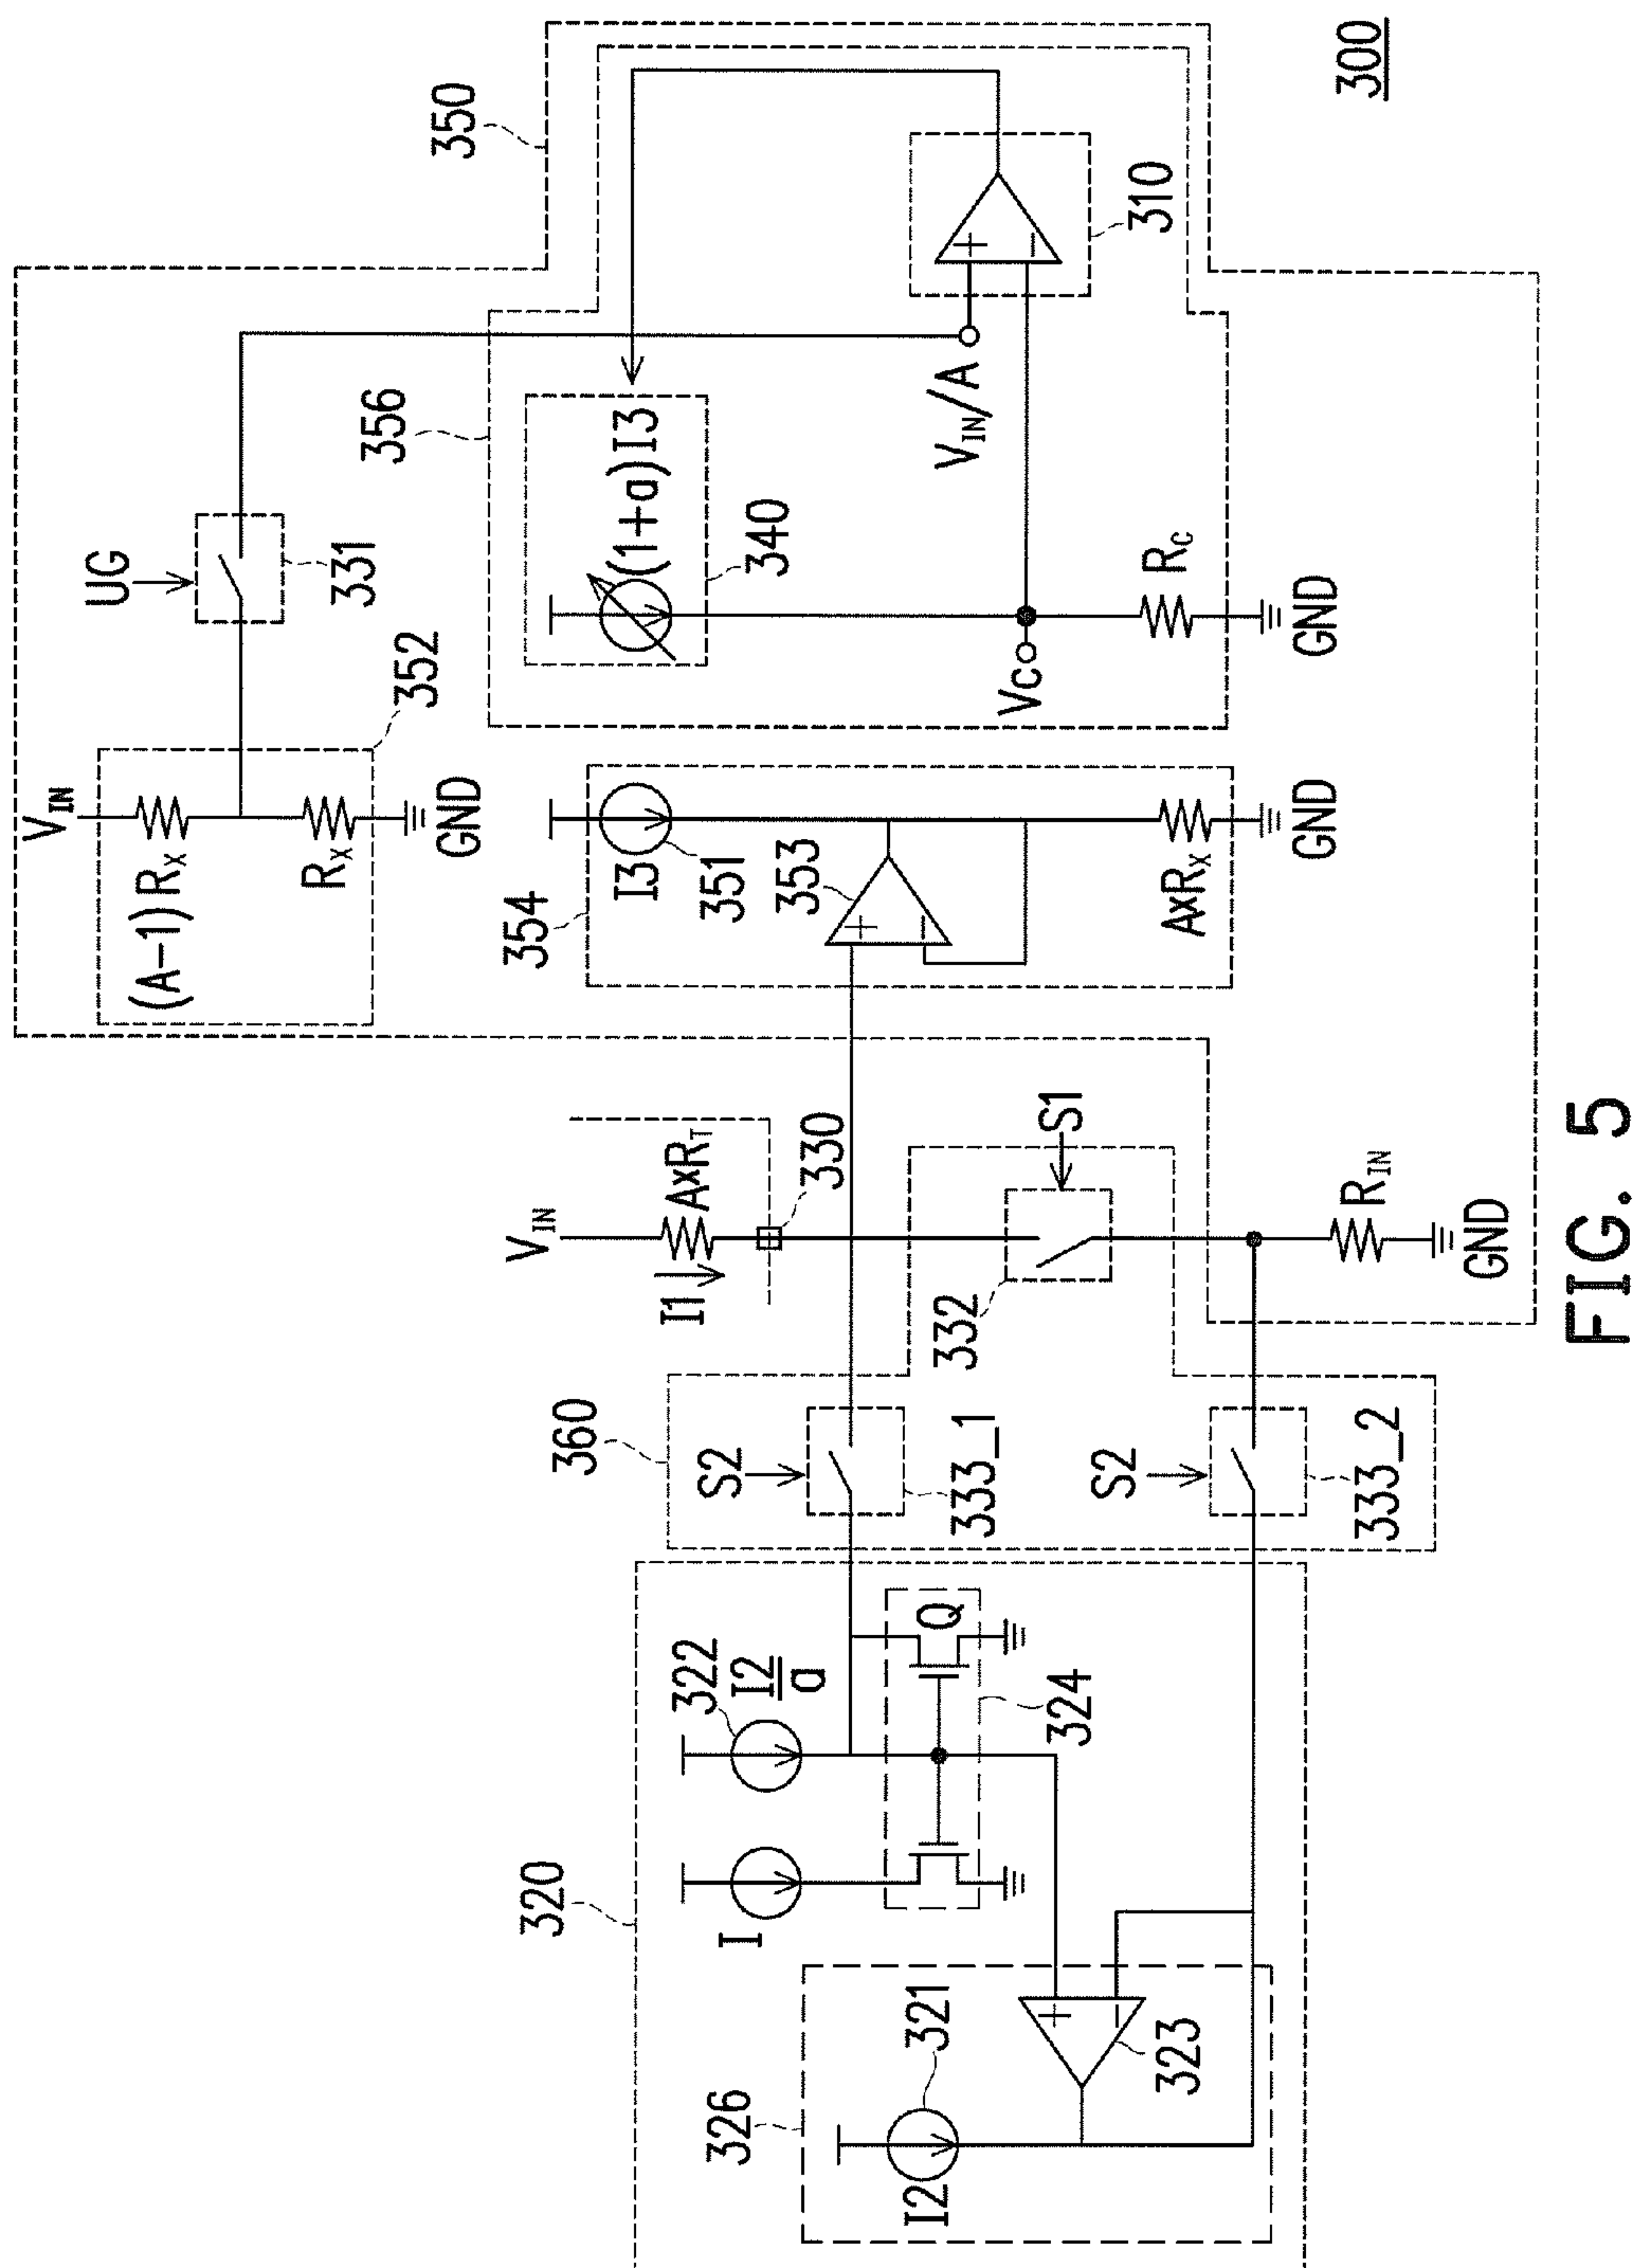 300
350
V_IN
(A-1)R_X
R_X
GND
352
UG
331
356
(1+a)I3
340
V_IN/A
310
Vc
R_C
GND
354
I3
351
353
AxR_X
GND
V_IN
AxR_T
I1
330
S1
332
R_IN
GND
360
S2
333_1
S2
333_2
320
I
322
I2
a
Q
324
326
I2
321
323
FIG. 5